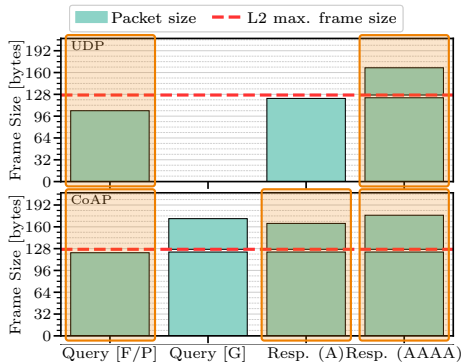 Packet size L2 max. frame size
UDP
Frame Size [bytes]
192
160
128
96
64
32
0
CoAP
Frame Size [bytes]
192
160
128
96
64
32
0
Query [F/P] Query [G] Resp. (A) Resp. (AAAA)